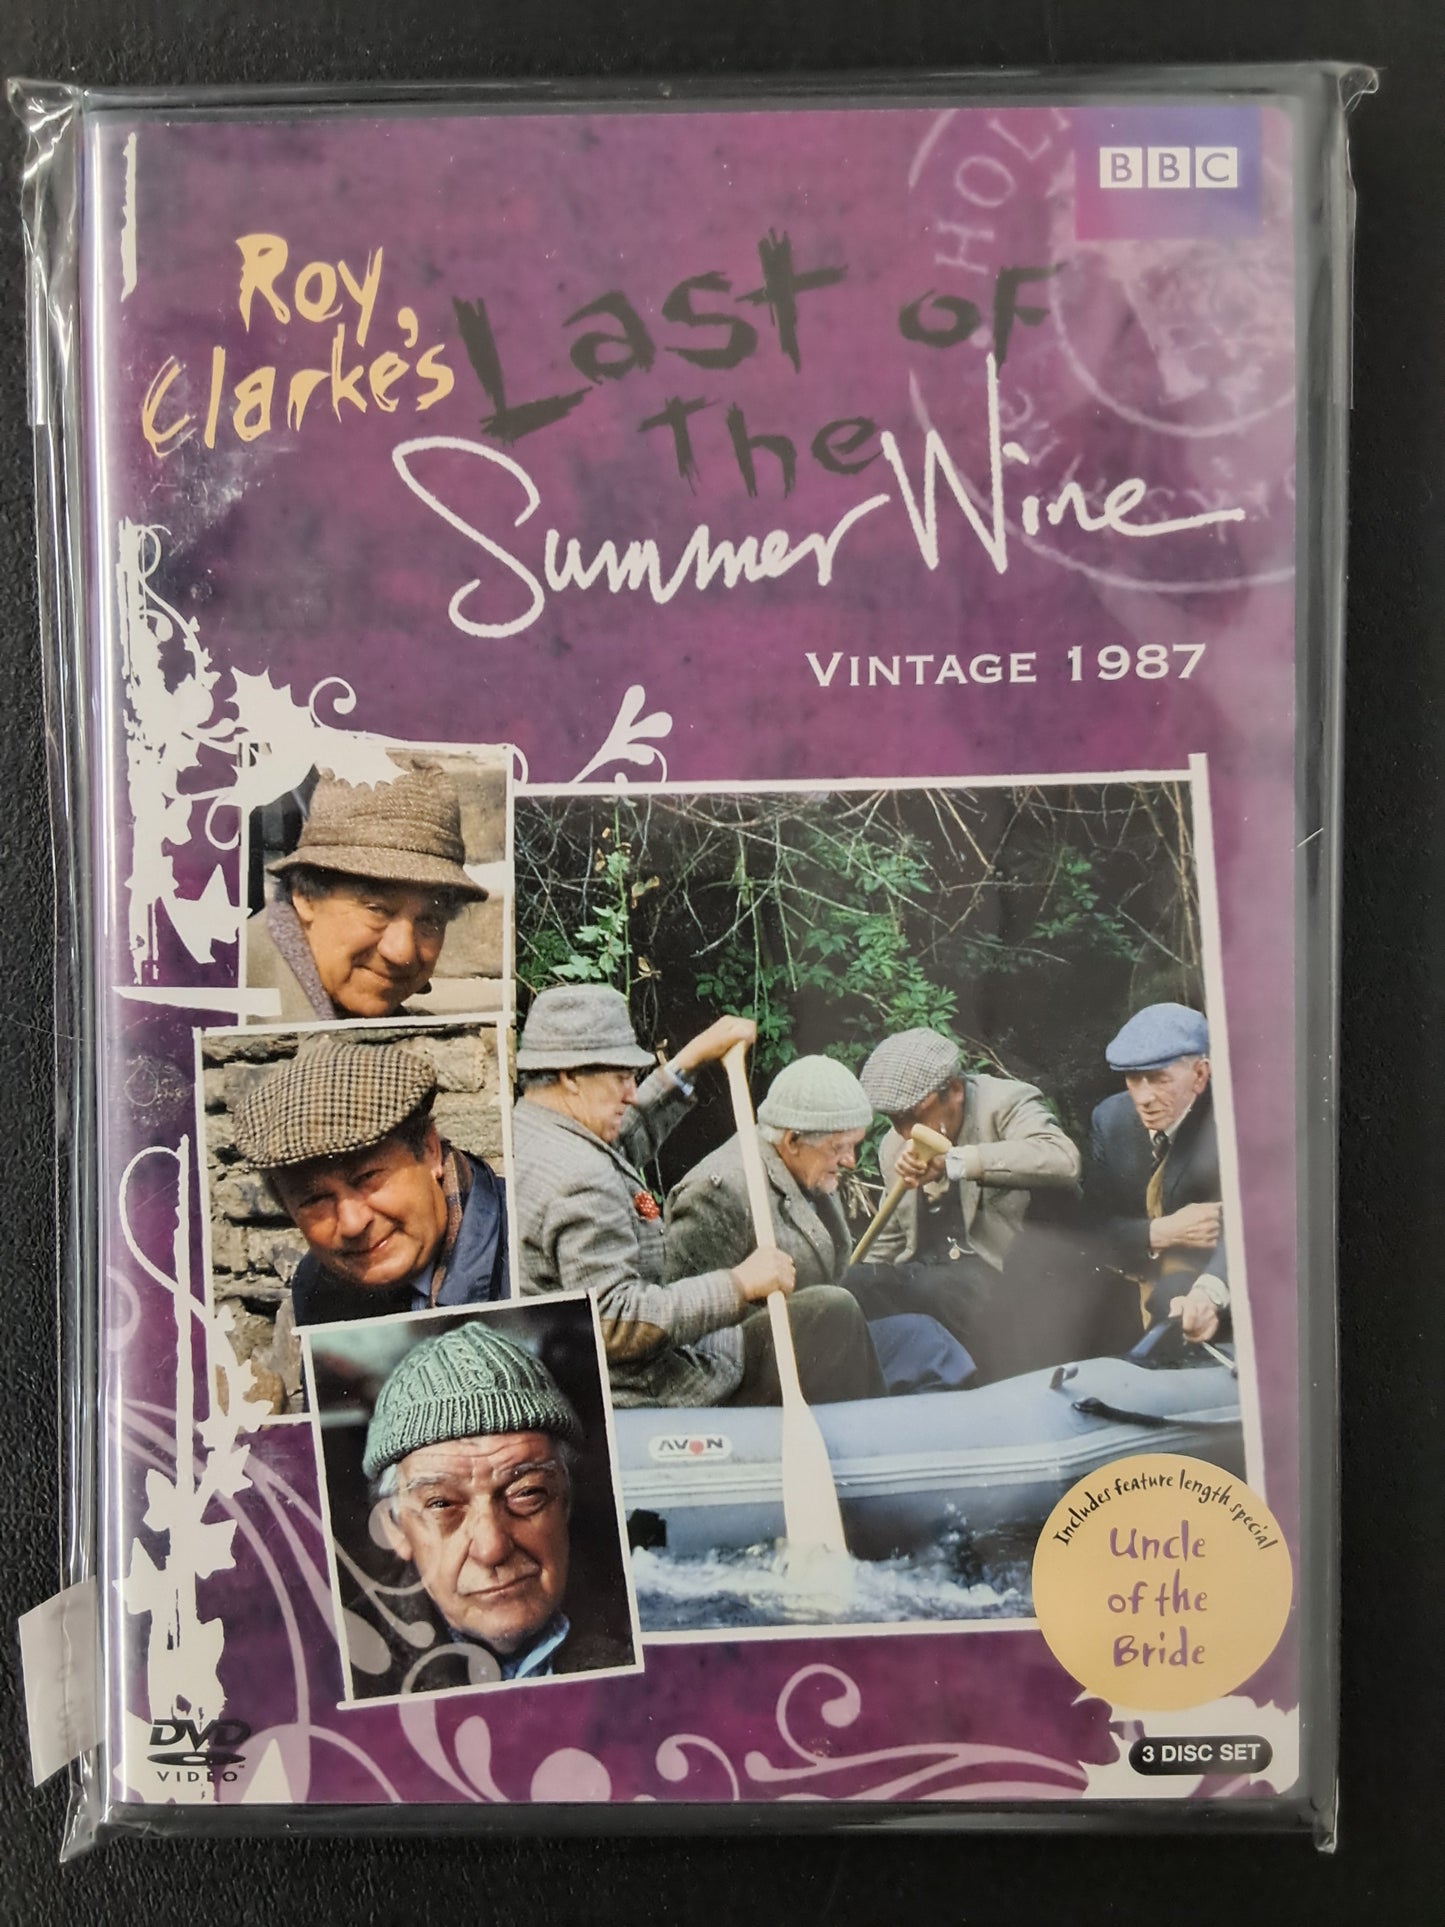 BBC
HOL
Roy
Clarke's
Last of
The
Summer Wine
VINTAGE 1987
AVON
Includes feature length special
Uncle
of the
Bride
DVD
VIDEO
3 DISC SET